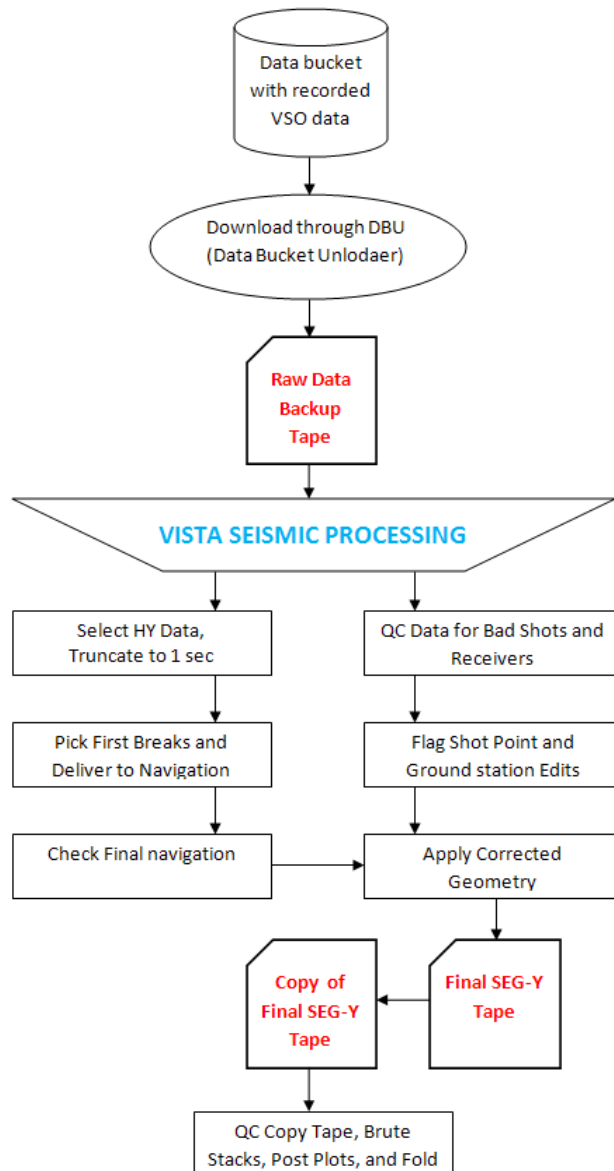 Data bucket
with recorded
VSO data
Download through DBU
(Data Bucket Unlodaer)
Raw Data
Backup
Tape
VISTA SEISMIC PROCESSING
Select HY Data,
Truncate to 1 sec
QC Data for Bad Shots and
Receivers
Pick First Breaks and
Deliver to Navigation
Flag Shot Point and
Ground station Edits
Check Final navigation
Apply Corrected
Geometry
Copy of
Final SEG-Y
Tape
Final SEG-Y
Tape
QC Copy Tape, Brute
Stacks, Post Plots, and Fold